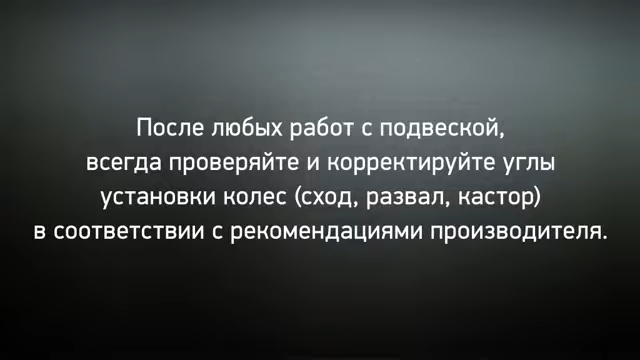 После любых работ с подвеской,
всегда проверяйте и корректируйте углы
установки колес (сход, развал, кастор)
в соответствии с рекомендациями производителя.